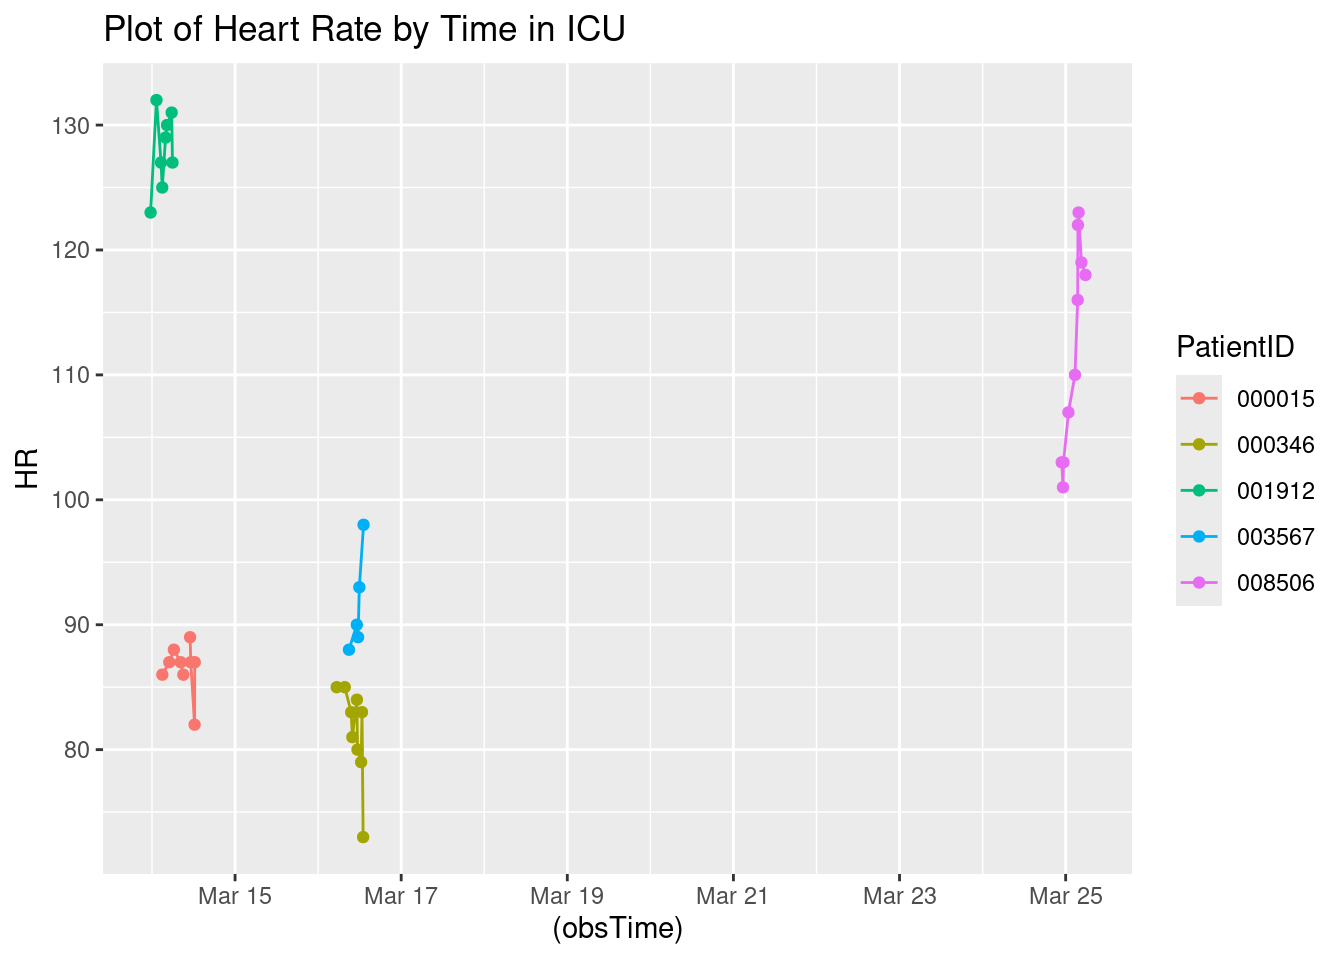 Plot of Heart Rate by Time in ICU
130
120
110
100
90
80
HR
Mar 15 Mar 17 Mar 19 Mar 21 Mar 23 Mar 25
(obsTime)
PatientID
000015
000346
001912
003567
008506